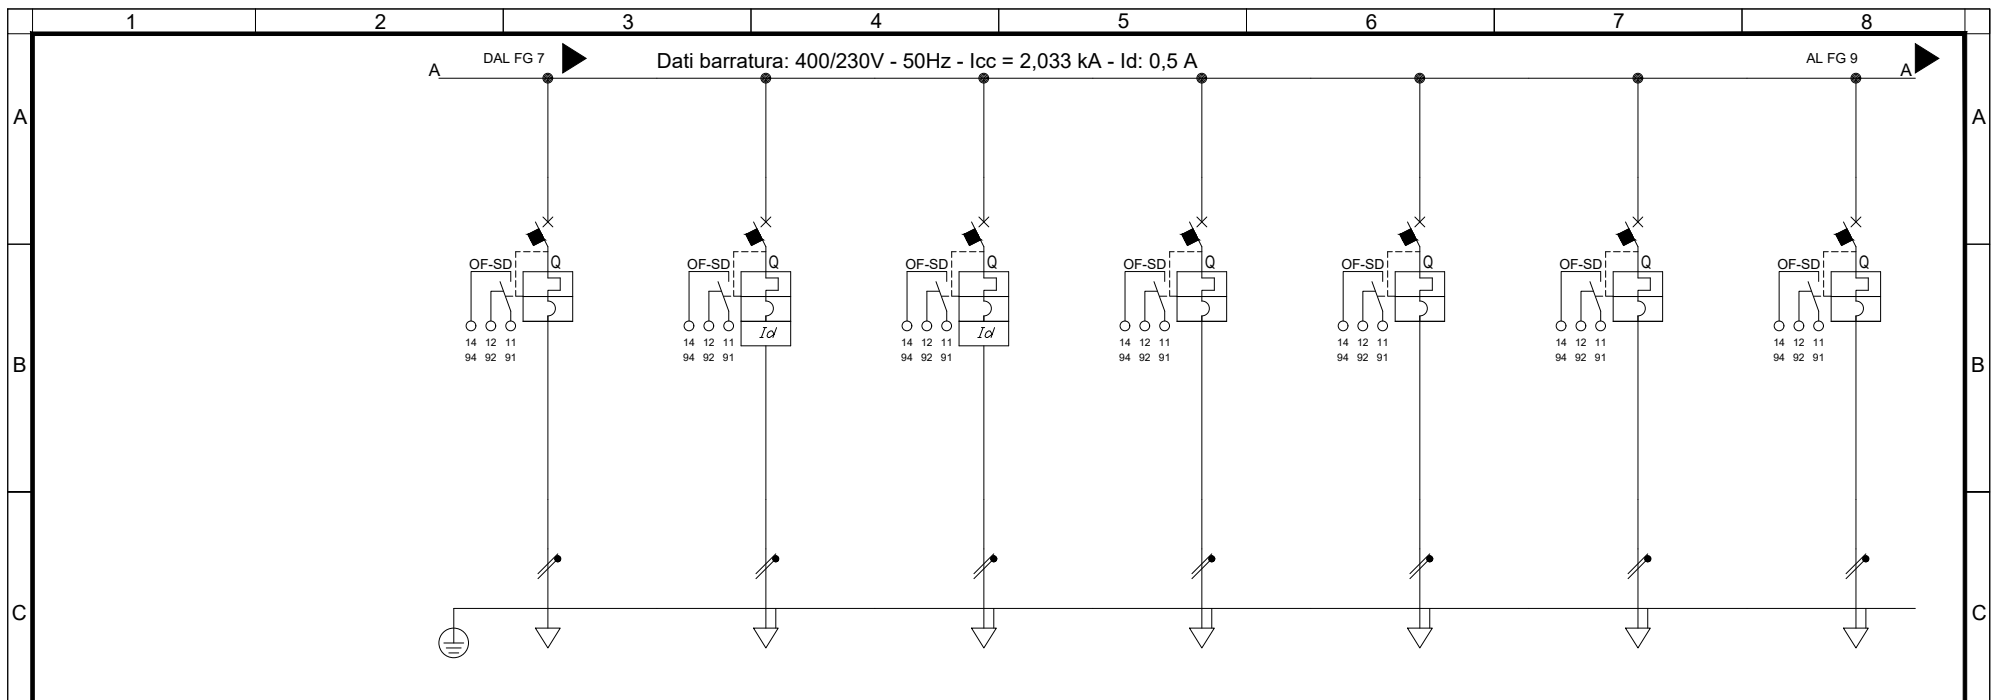 1 2 3 4 5 6 7 8
DAL FG 7 Dati barratura: 400/230V - 50Hz - Icc = 2,033 kA - Id: 0,5 A AL FG 9
A A
A A
OF-SD Q OF-SD Q OF-SD Q OF-SD Q OF-SD Q OF-SD Q OF-SD Q
Id Id
14 12 11 14 12 11 14 12 11 14 12 11 14 12 11 14 12 11 14 12 11
94 92 91 94 92 91 94 92 91 94 92 91 94 92 91 94 92 91 94 92 91
B B
C C